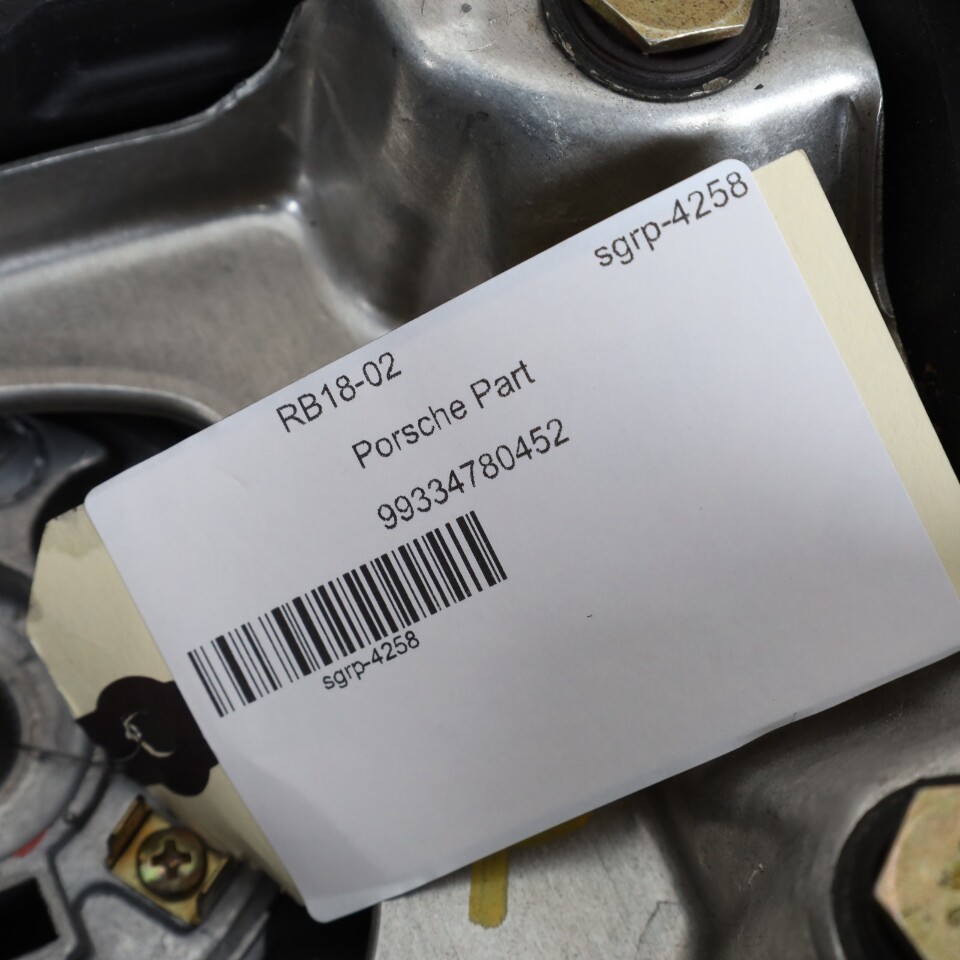 sgrp-4258
RB18-02
Porsche Part
99334780452
sgrp-4258